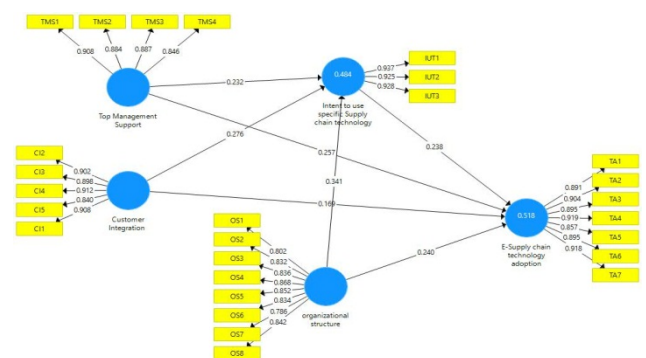 TMS1 TMS2 TMS3 TMS4
0.908 0.884 0.887 0.846
Top Management
Support
0.232
0.484
Intent to use
specific Supply
chain technology
0.937
0.925
0.928
IUT1
IUT2
IUT3
0.276
0.257
0.238
0.341
0.169
0.240
CI2
CI3
CI4
CI5
CI1
0.902
0.898
0.912
0.840
0.908
Customer
Integration
OS1
OS2
OS3
OS4
OS5
OS6
OS7
OS8
0.802
0.832
0.836
0.868
0.852
0.834
0.786
0.842
organizational
structure
0.518
E-Supply chain
technology
adoption
0.891
0.904
0.895
0.919
0.857
0.895
0.918
TA1
TA2
TA3
TA4
TA5
TA6
TA7